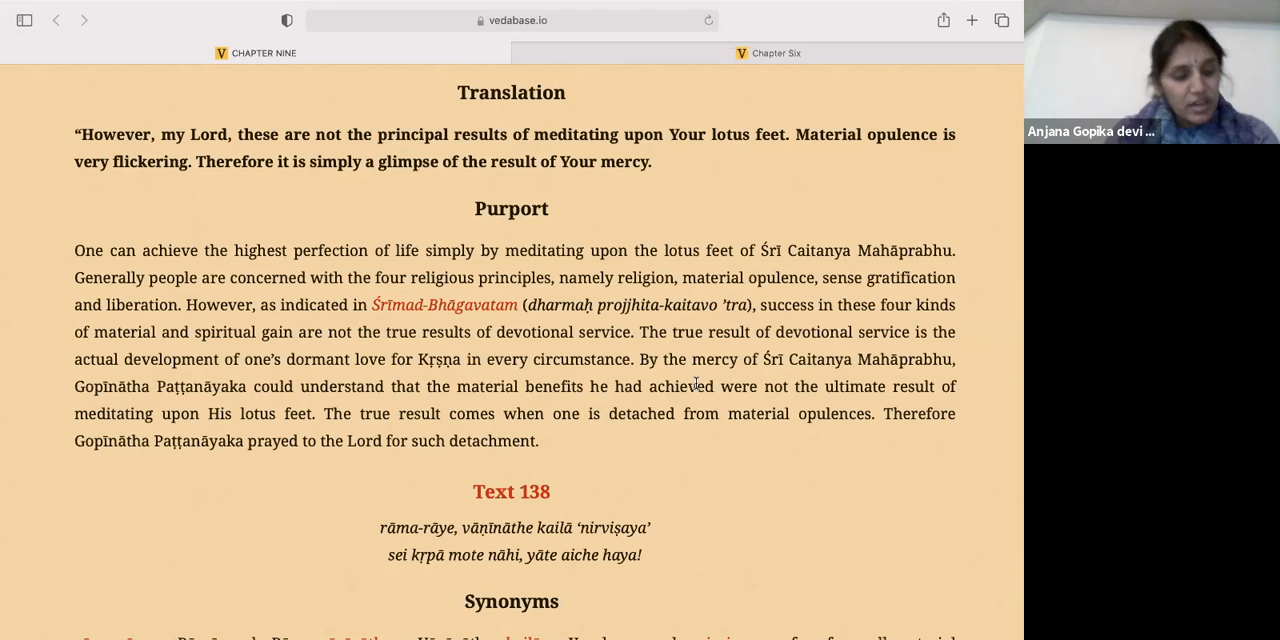 vedabase.io
CHAPTER NINE
Chapter Six
Translation
“However, my Lord, these are not the principal results of meditating upon Your lotus feet. Material opulence is
very flickering. Therefore it is simply a glimpse of the result of Your mercy.
Anjana Gopika devi ...
Purport
One can achieve the highest perfection of life simply by meditating upon the lotus feet of Śrī Caitanya Mahāprabhu.
Generally people are concerned with the four religious principles, namely religion, material opulence, sense gratification
and liberation. However, as indicated in Śrīmad-Bhāgavatam (dharmaḥ projjhita-kaitavo ’tra), success in these four kinds
of material and spiritual gain are not the true results of devotional service. The true result of devotional service is the
actual development of one’s dormant love for Kṛṣṇa in every circumstance. By the mercy of Śrī Caitanya Mahāprabhu,
Gopīnātha Paṭṭanāyaka could understand that the material benefits he had achieved were not the ultimate result of
meditating upon His lotus feet. The true result comes when one is detached from material opulences. Therefore
Gopīnātha Paṭṭanāyaka prayed to the Lord for such detachment.
Text 138
rāma-rāye, vāṇīnāthe kailā ‘nirviṣaya’
sei kṛpā mote nāhi, yāte aiche haya!
Synonyms